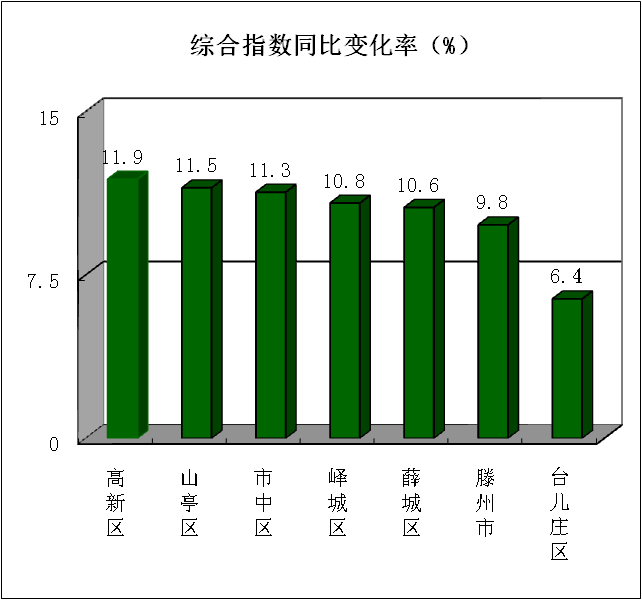 综合指数同比变化率（%）
15
7.5
0
11.9
11.5
11.3
10.8
10.6
9.8
6.4
高新区
山亭区
市中区
峄城区
薛城区
滕州市
台儿庄区